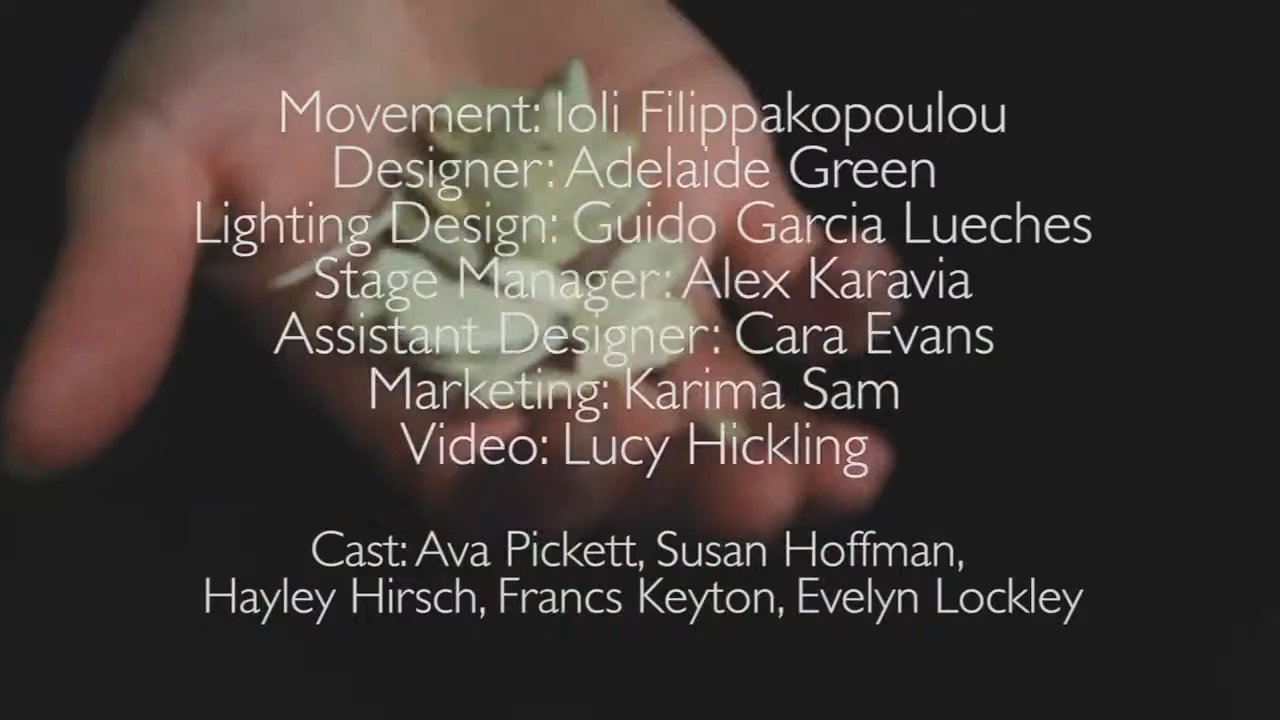 Movement: Ioli Filippakopoulou
Designer: Adelaide Green
Lighting Design: Guido Garcia Lueches
Stage Manager: Alex Karavia
Assistant Designer: Cara Evans
Marketing: Karima Sam
Video: Lucy Hickling
Cast: Ava Pickett, Susan Hoffman,
Hayley Hirsch, Francs Keyton, Evelyn Lockley